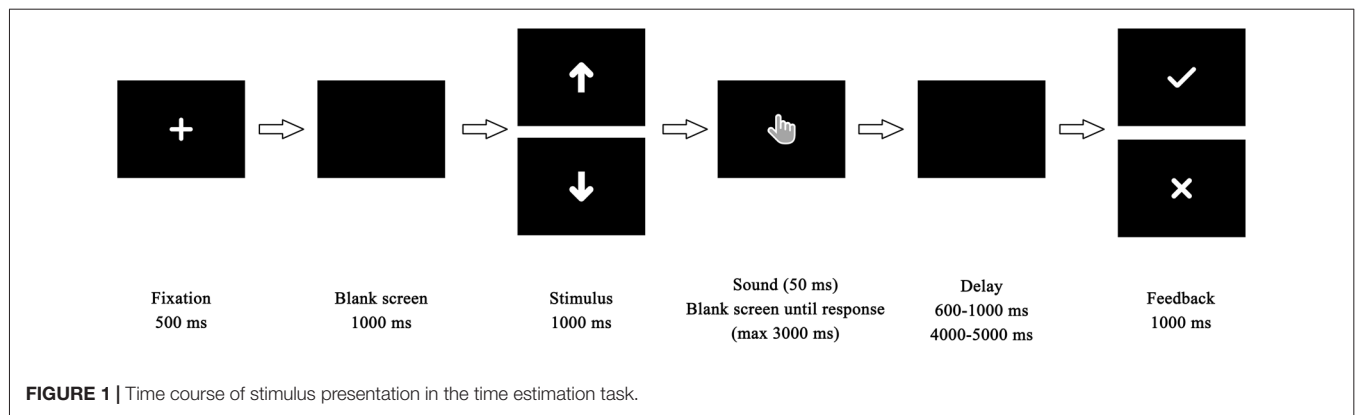 Fixation
500 ms
Blank screen
1000 ms
Stimulus
1000 ms
Sound (50 ms)
Blank screen until response
(max 3000 ms)
Delay
600-1000 ms
4000-5000 ms
Feedback
1000 ms
FIGURE 1 | Time course of stimulus presentation in the time estimation task.